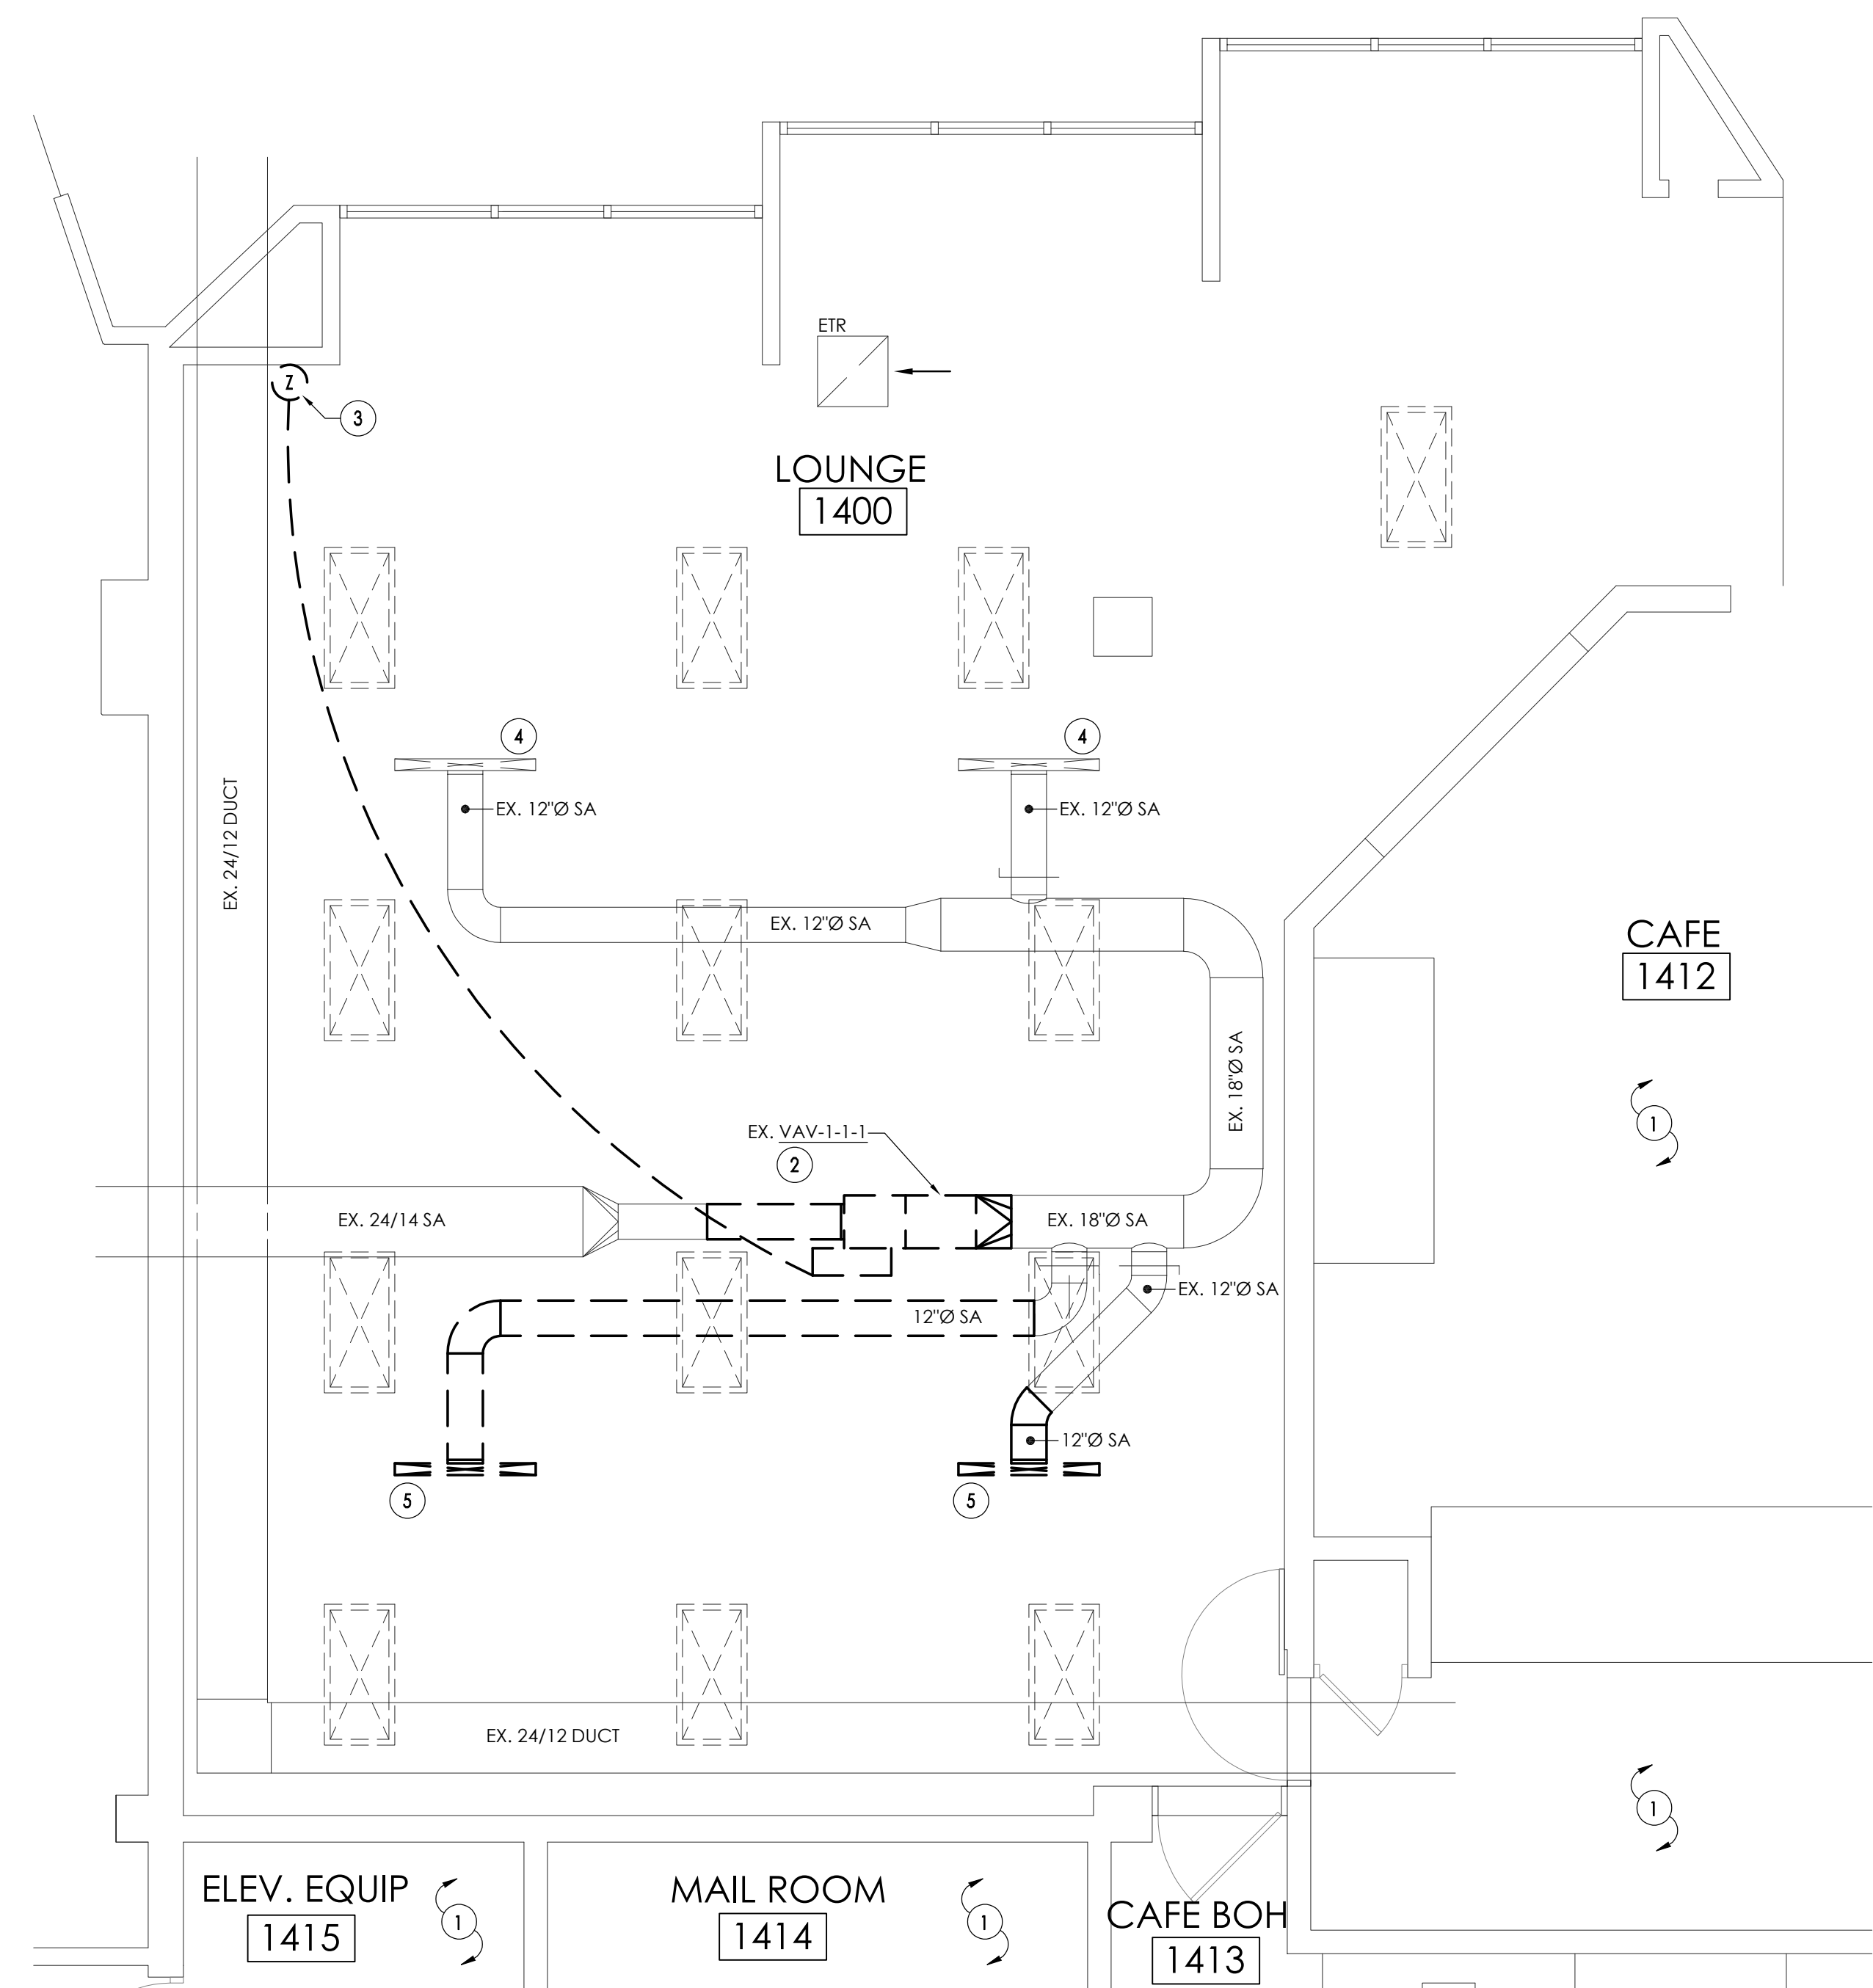 ETR
Z
3
LOUNGE
1400
4
4
EX. 12"Ø SA
EX. 12"Ø SA
EX. 24/12 DUCT
EX. 12"Ø SA
CAFE
1412
EX. 18"Ø SA
1
EX. VAV-1-1-1
2
EX. 24/14 SA
EX. 18"Ø SA
EX. 12"Ø SA
12"Ø SA
12"Ø SA
5
5
EX. 24/12 DUCT
1
ELEV. EQUIP
1415
1
MAIL ROOM
1414
1
CAFE BOH
1413